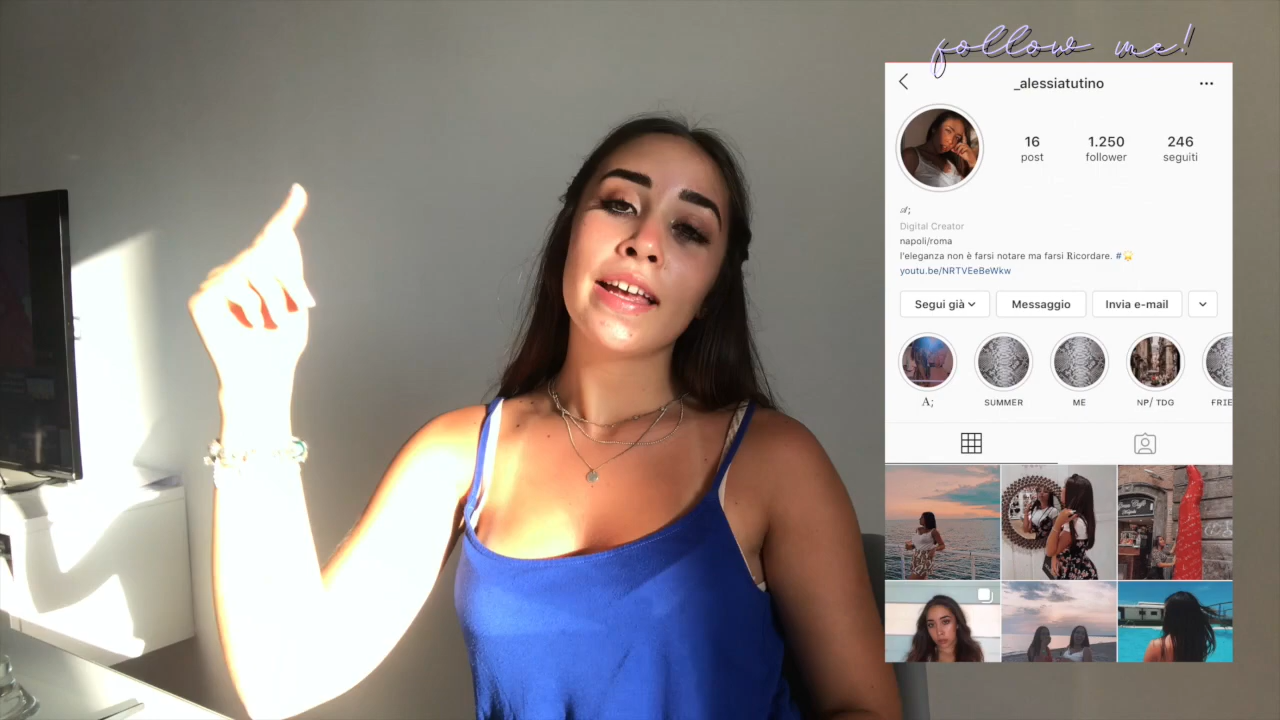 follow me!
_alessiatutino
16
1.250
246
post
follower
seguiti
𝒜;
Digital Creator
napoli/roma
l'eleganza non è farsi notare ma farsi 𝐑icordare. #
youtu.be/NRTVEeBeWkw
Segui già
Messaggio
Invia e-mail
A;
SUMMER
ME
NP/ TDG
FRIE